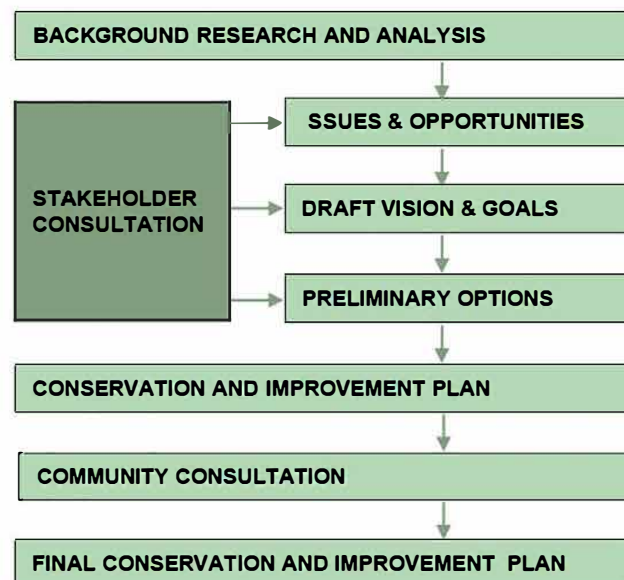 BACKGROUND RESEARCH AND ANALYSIS
SSUES & OPPORTUNITIES
STAKEHOLDER
CONSULTATION
DRAFT VISION & GOALS
PRELIMINARY OPTIONS
CONSERVATION AND IMPROVEMENT PLAN
COMMUNITY CONSULTATION
FINAL CONSERVATION AND IMPROVEMENT PLAN